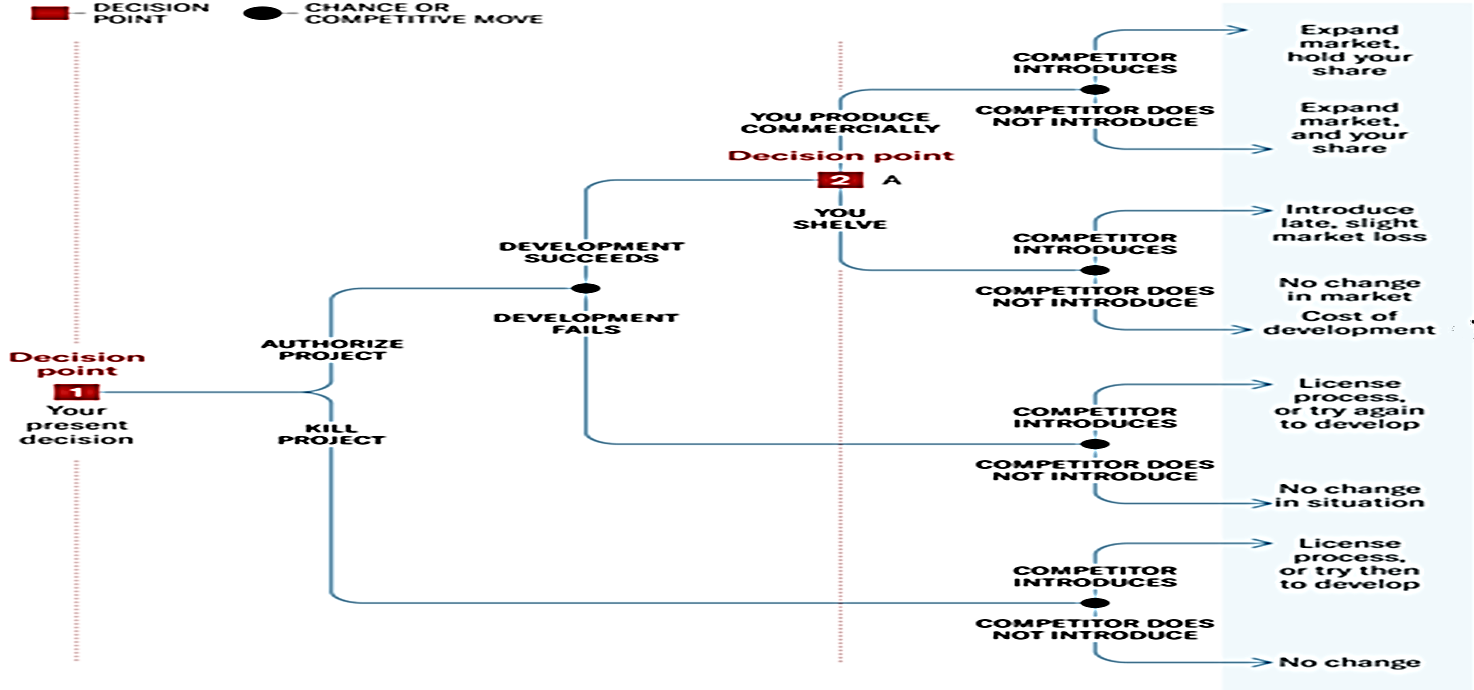 DECISION
POINT
CHANCE OR
COMPETITIVE MOVE
Decision
point
1
Your
present
decision
AUTHORIZE
PROJECT
KILL
PROJECT
DEVELOPMENT
SUCCEEDS
DEVELOPMENT
FAILS
YOU PRODUCE
COMMERCIALLY
Decision point
2 A
YOU
SHELVE
COMPETITOR
INTRODUCES
COMPETITOR DOES
NOT INTRODUCE
Expand
market,
hold your
share
Expand
market,
and your
share
COMPETITOR
INTRODUCES
COMPETITOR DOES
NOT INTRODUCE
Introduce
late, slight
market loss
No change
in market
Cost of
development
COMPETITOR
INTRODUCES
COMPETITOR DOES
NOT INTRODUCE
License
process,
or try again
to develop
No change
in situation
COMPETITOR
INTRODUCES
COMPETITOR DOES
NOT INTRODUCE
License
process,
or try then
to develop
No change